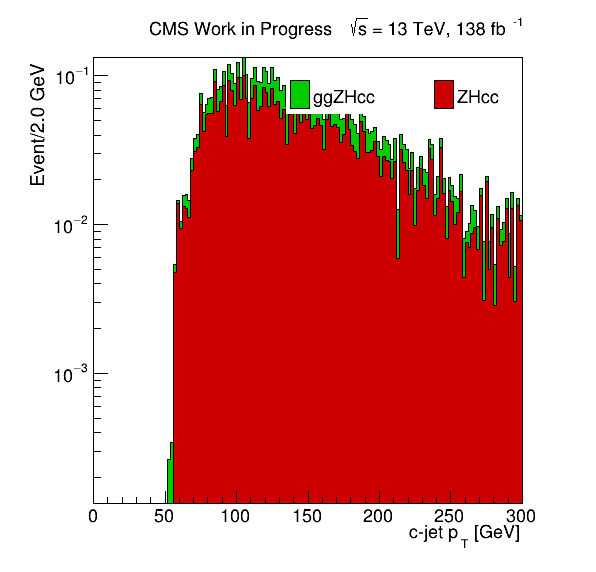 CMS Work in Progress √s = 13 TeV, 138 fb⁻¹
Event/2.0 GeV
ggZHcc ZHcc
10⁻¹
10⁻²
10⁻³
0 50 100 150 200 250 300
c-jet p_T [GeV]